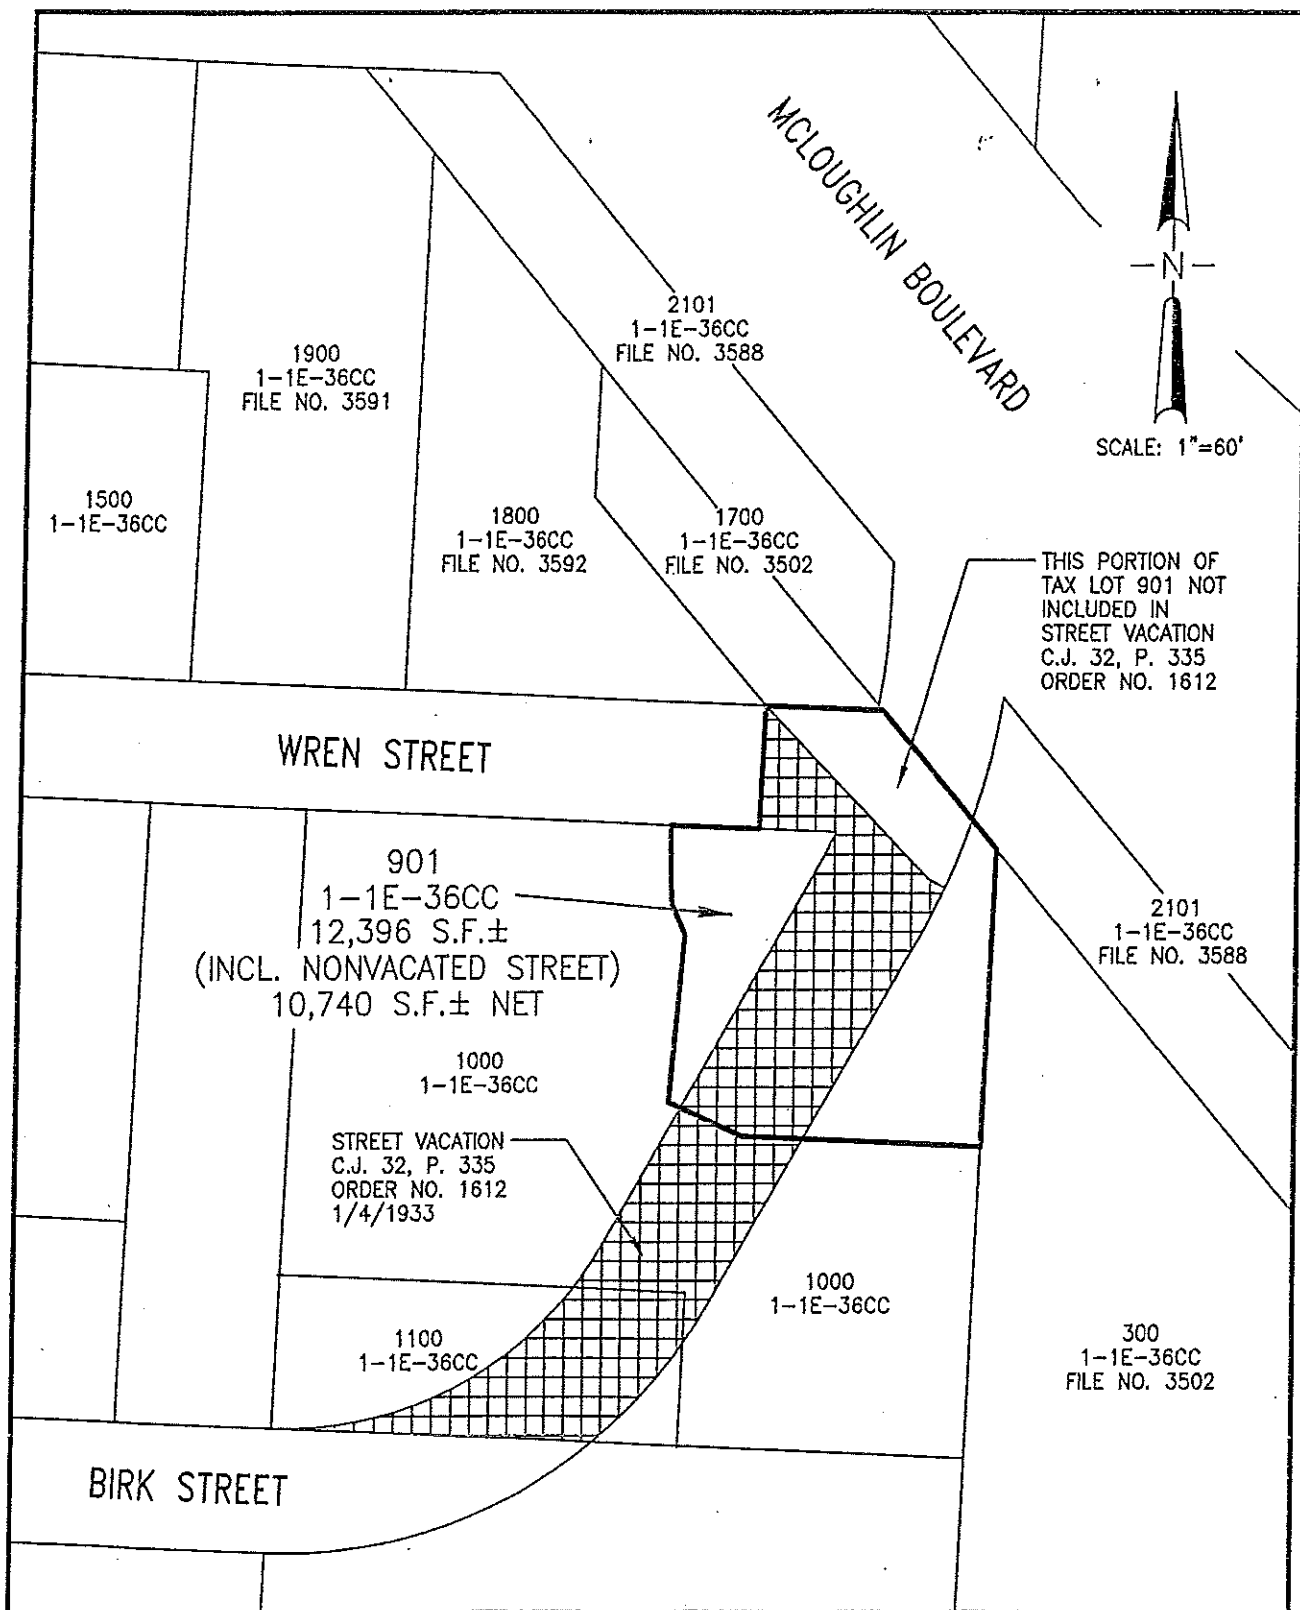 MCLOUGHLIN BOULEVARD
N
SCALE: 1"=60'
2101
1-1E-36CC
FILE NO. 3588
1900
1-1E-36CC
FILE NO. 3591
1500
1-1E-36CC
1800
1-1E-36CC
FILE NO. 3592
1700
1-1E-36CC
FILE NO. 3502
THIS PORTION OF
TAX LOT 901 NOT
INCLUDED IN
STREET VACATION
C.J. 32, P. 335
ORDER NO. 1612
WREN STREET
901
1-1E-36CC
12,396 S.F.±
(INCL. NONVACATED STREET)
10,740 S.F.± NET
2101
1-1E-36CC
FILE NO. 3588
1000
1-1E-36CC
STREET VACATION
C.J. 32, P. 335
ORDER NO. 1612
1/4/1933
1000
1-1E-36CC
1100
1-1E-36CC
300
1-1E-36CC
FILE NO. 3502
BIRK STREET